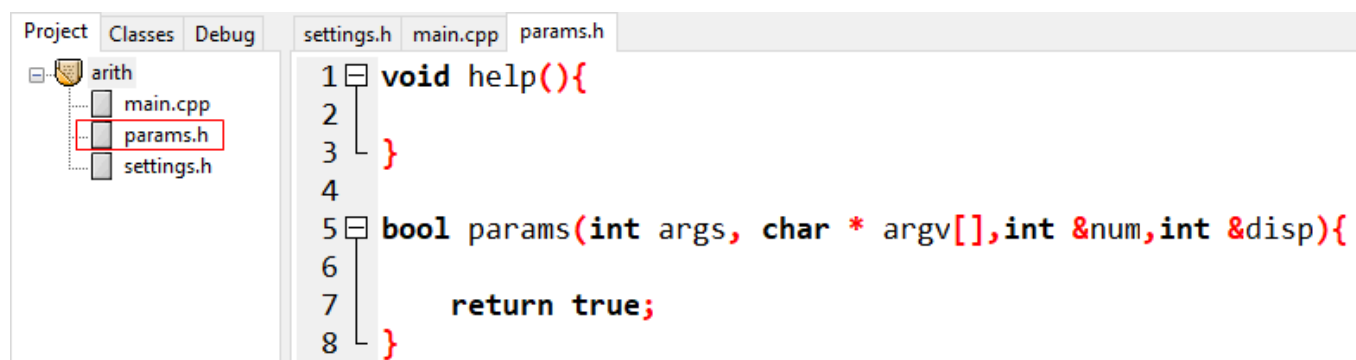 Project Classes Debug
settings.h main.cpp params.h
arith
main.cpp
params.h
settings.h
1 void help(){
2
3 }
4
5 bool params(int args, char * argv[],int &num,int &disp){
6
7 return true;
8 }